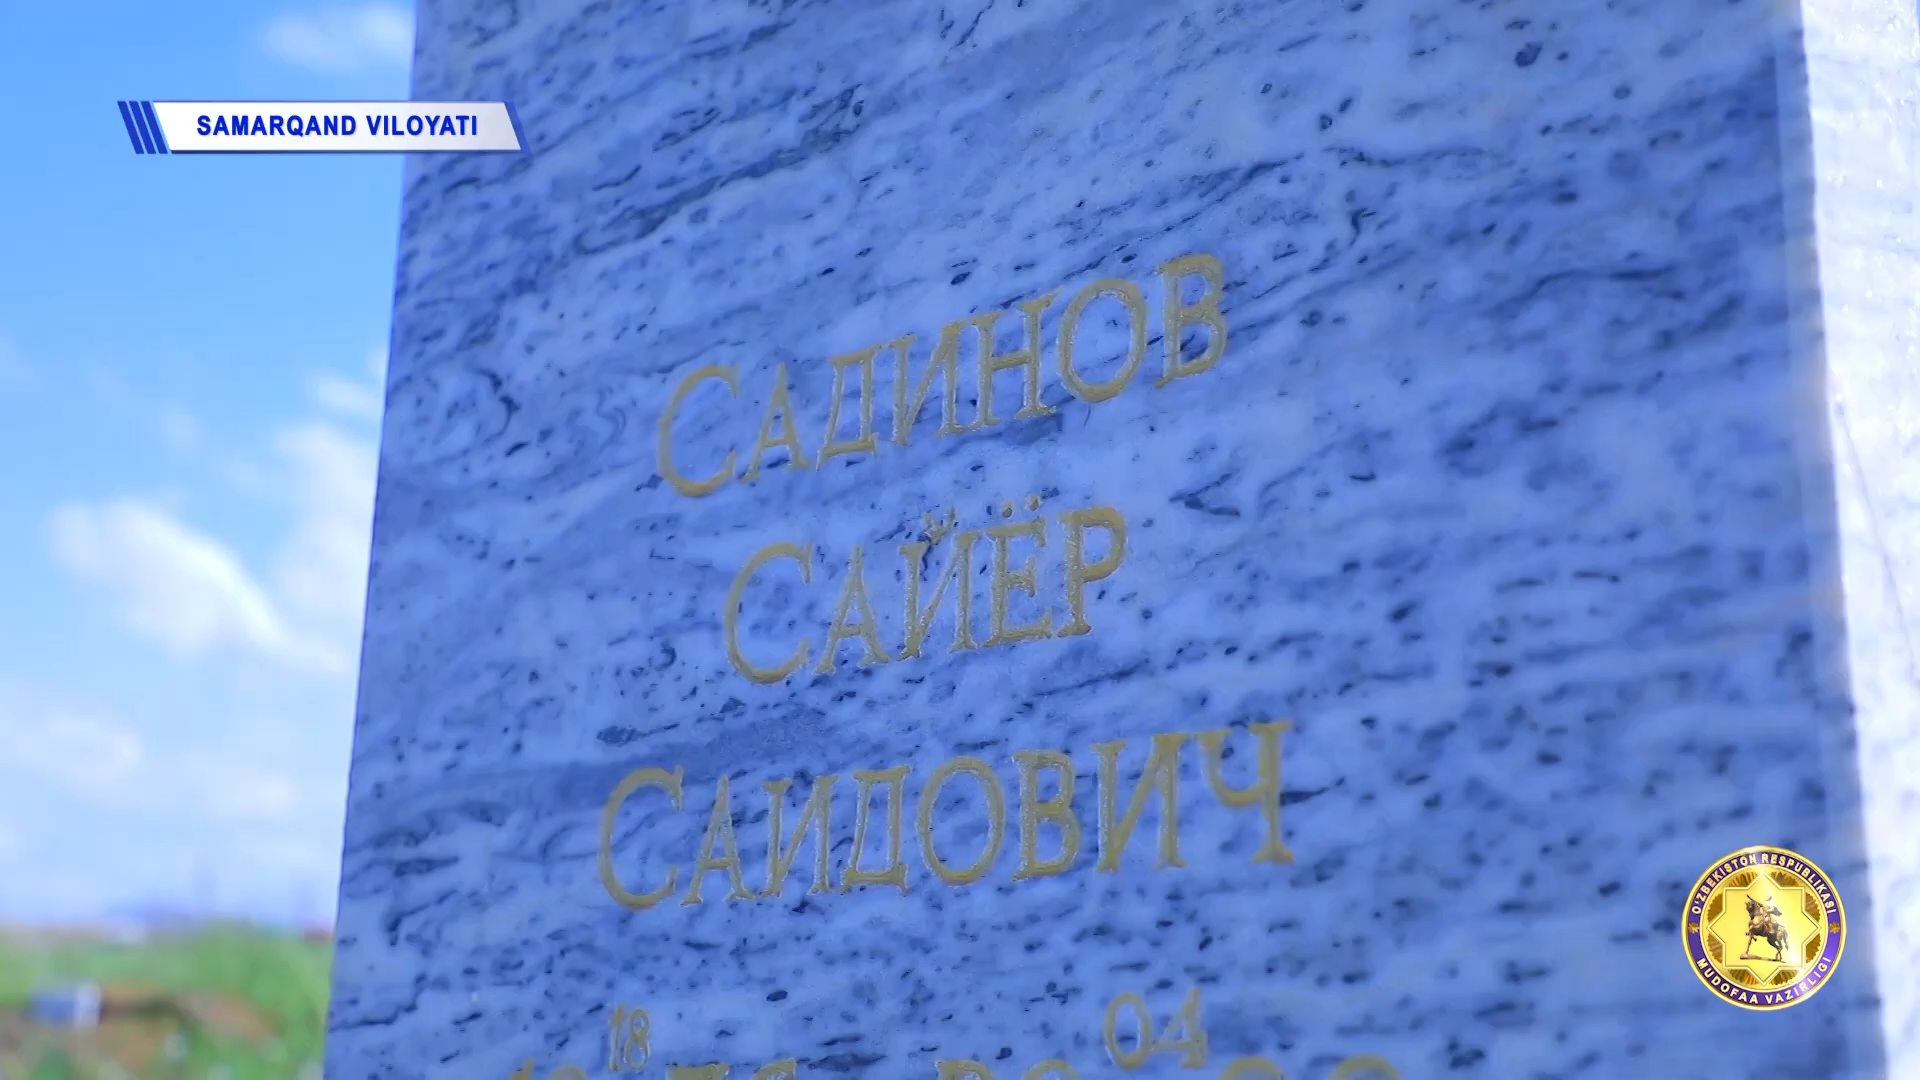 SAMARQAND VILOYATI
САДИНОВ
САЙЁР
САИДОВИЧ
18
04
O'ZBEKISTON RESPUBLIKASI
MUDOFAA VAZIRLIGI